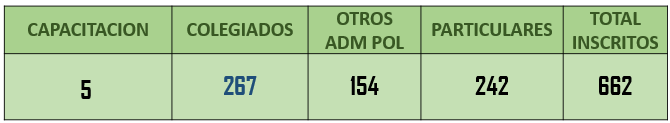 CAPACITACION COLEGIADOS OTROS ADM POL PARTICULARES TOTAL INSCRITOS
5 267 154 242 662